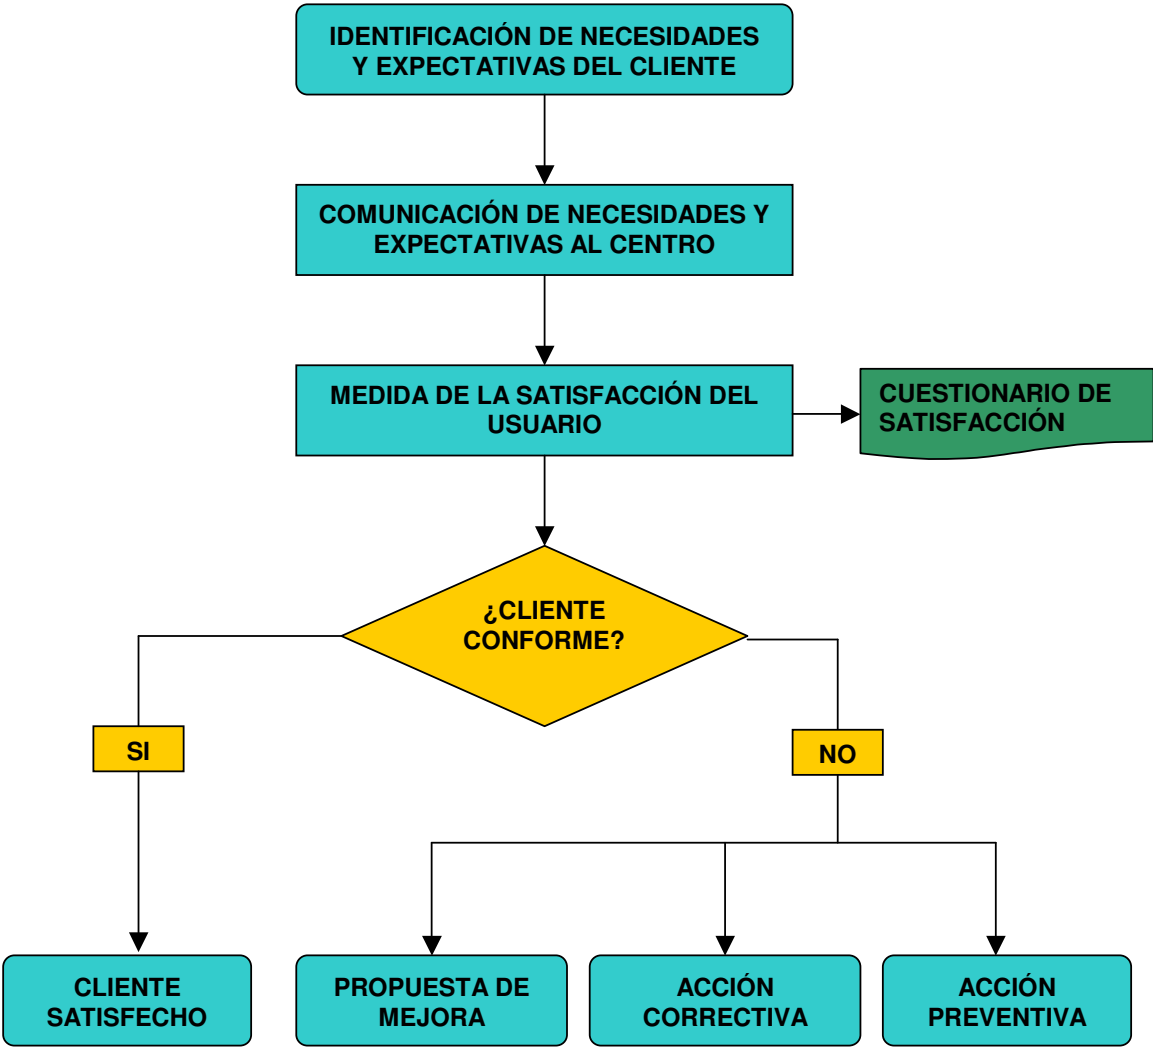 IDENTIFICACIÓN DE NECESIDADES
Y EXPECTATIVAS DEL CLIENTE
COMUNICACIÓN DE NECESIDADES Y
EXPECTATIVAS AL CENTRO
MEDIDA DE LA SATISFACCIÓN DEL
USUARIO
CUESTIONARIO DE
SATISFACCIÓN
¿CLIENTE
CONFORME?
SI
NO
CLIENTE
SATISFECHO
PROPUESTA DE
MEJORA
ACCIÓN
CORRECTIVA
ACCIÓN
PREVENTIVA